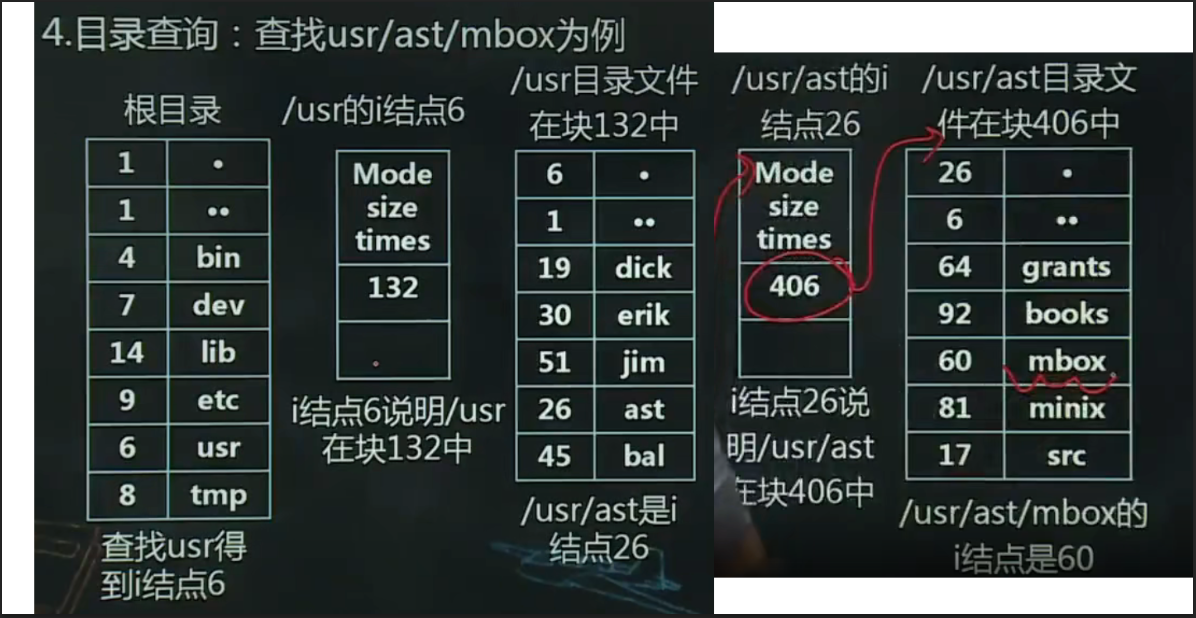 4.目录查询：查找usr/ast/mbox为例
根目录
1 •
1 ••
4 bin
7 dev
14 lib
9 etc
6 usr
8 tmp
查找usr得
到i结点6
/usr的i结点6
Mode
size
times
132
i结点6说明/usr
在块132中
/usr目录文件
在块132中
6 •
1 ••
19 dick
30 erik
51 jim
26 ast
45 bal
/usr/ast是i
结点26
/usr/ast的i
结点26
Mode
size
times
406
i结点26说
明/usr/ast
在块406中
/usr/ast目录文
件在块406中
26 •
6 ••
64 grants
92 books
60 mbox
81 minix
17 src
/usr/ast/mbox的
i结点是60